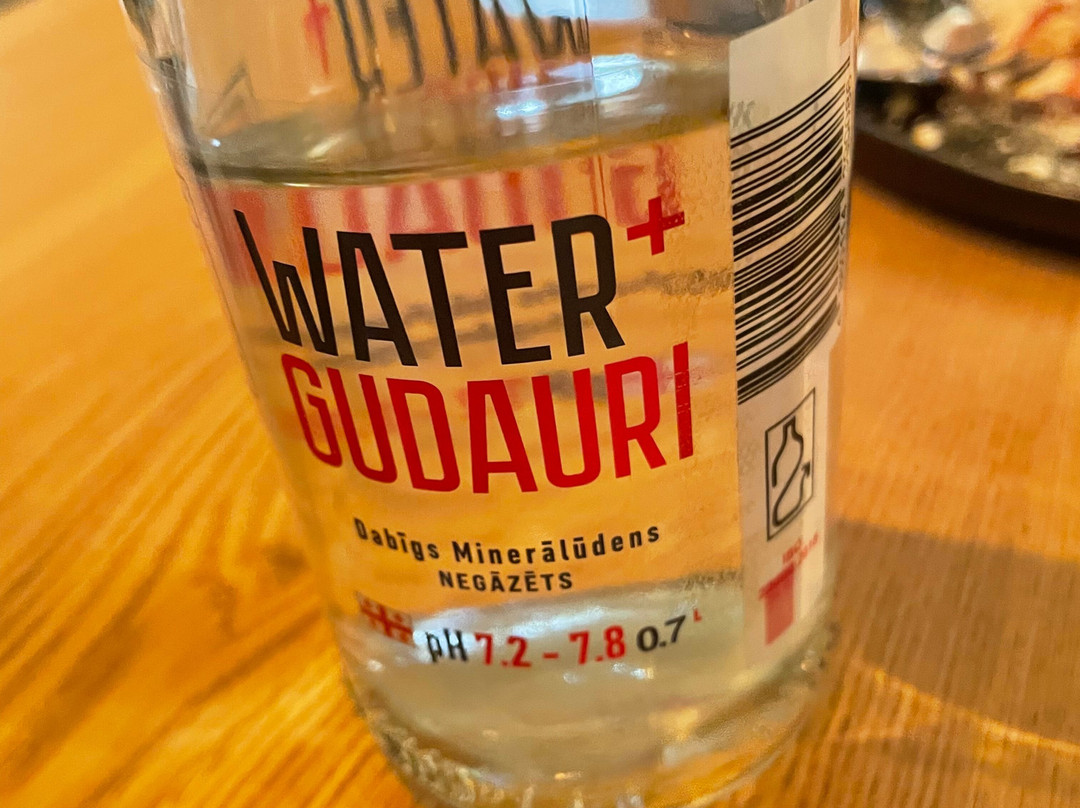 WATER+
GUDAURI
Dabīgs Minerālūdens
NEGĀZĒTS
pH 7.2 - 7.8 0.7 L